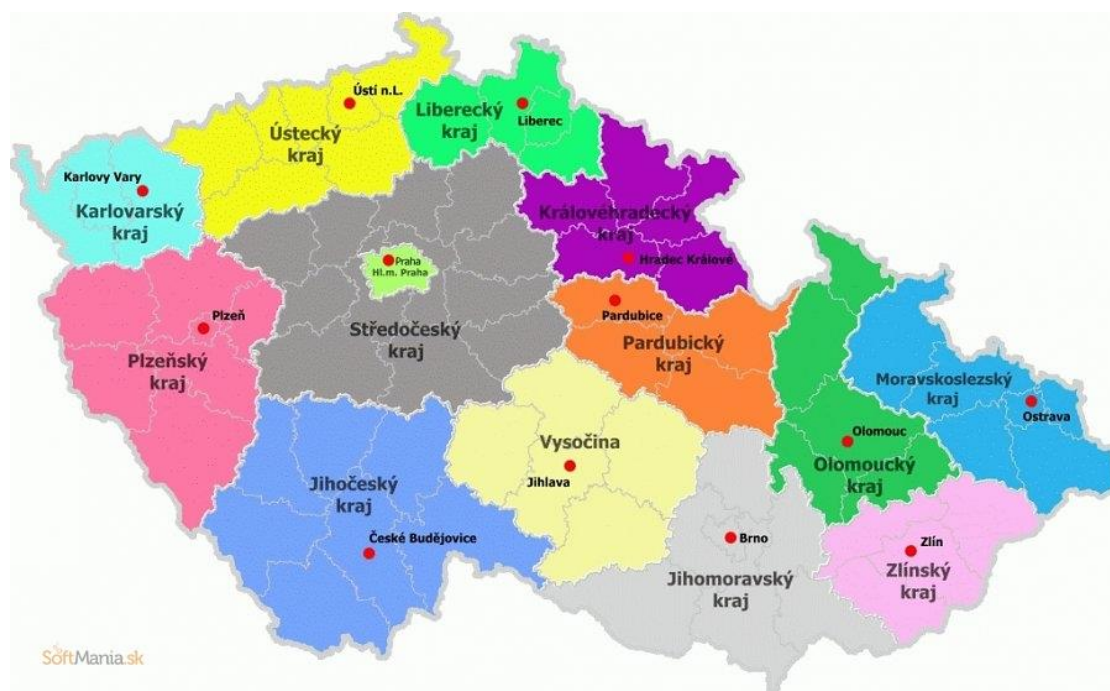 Ústí n.L.
Ústecký
kraj
Liberecký
kraj
Liberec
Karlovy Vary
Karlovarský
kraj
Královéhradecký
kraj
Hradec Králové
Praha
Hl.m. Praha
Plzeň
Plzeňský
kraj
Středočeský
kraj
Pardubice
Pardubický
kraj
Moravskoslezský
kraj
Ostrava
Olomouc
Olomoucký
kraj
Vysočina
Jihlava
Jihočeský
kraj
České Budějovice
Brno
Jihomoravský
kraj
Zlín
Zlínský
kraj
SoftMania.sk